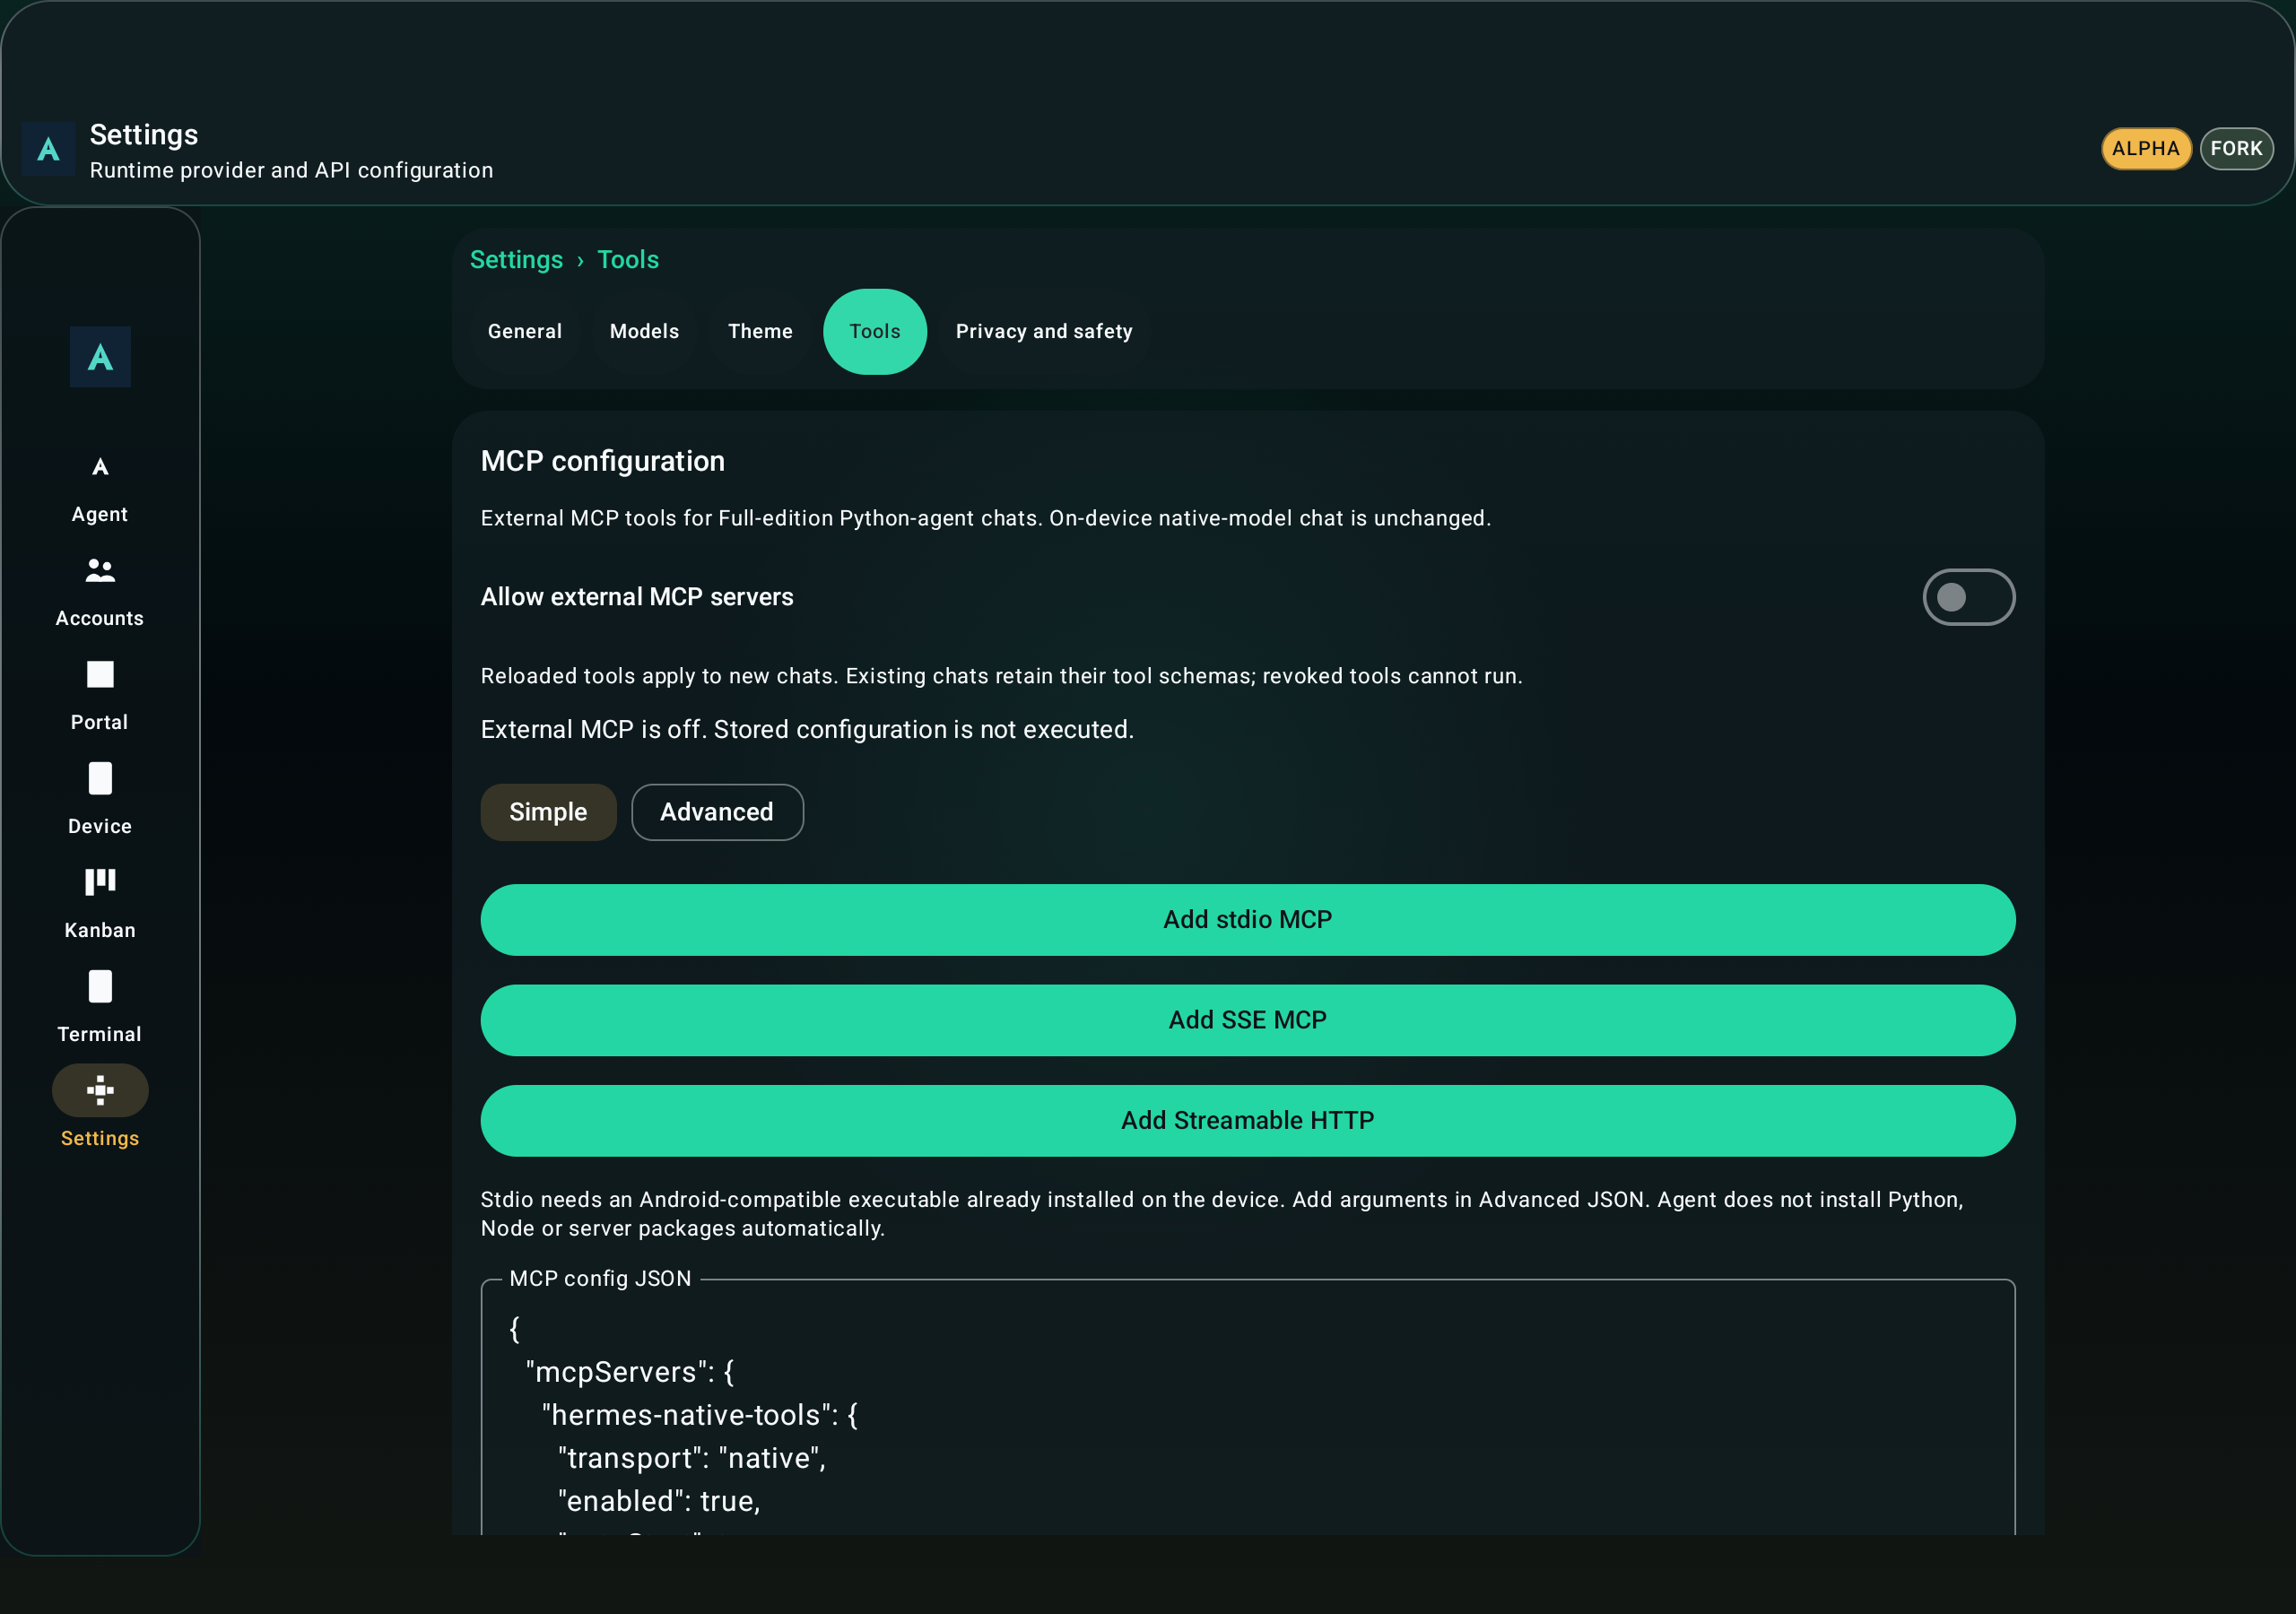 Settings
Runtime provider and API configuration
ALPHA
FORK
Agent
Accounts
Portal
Device
Kanban
Terminal
Settings
Settings › Tools
General
Models
Theme
Tools
Privacy and safety
MCP configuration
External MCP tools for Full-edition Python-agent chats. On-device native-model chat is unchanged.
Allow external MCP servers
Reloaded tools apply to new chats. Existing chats retain their tool schemas; revoked tools cannot run.
External MCP is off. Stored configuration is not executed.
Simple
Advanced
Add stdio MCP
Add SSE MCP
Add Streamable HTTP
Stdio needs an Android-compatible executable already installed on the device. Add arguments in Advanced JSON. Agent does not install Python,
Node or server packages automatically.
MCP config JSON
{
"mcpServers": {
"hermes-native-tools": {
"transport": "native",
"enabled": true,